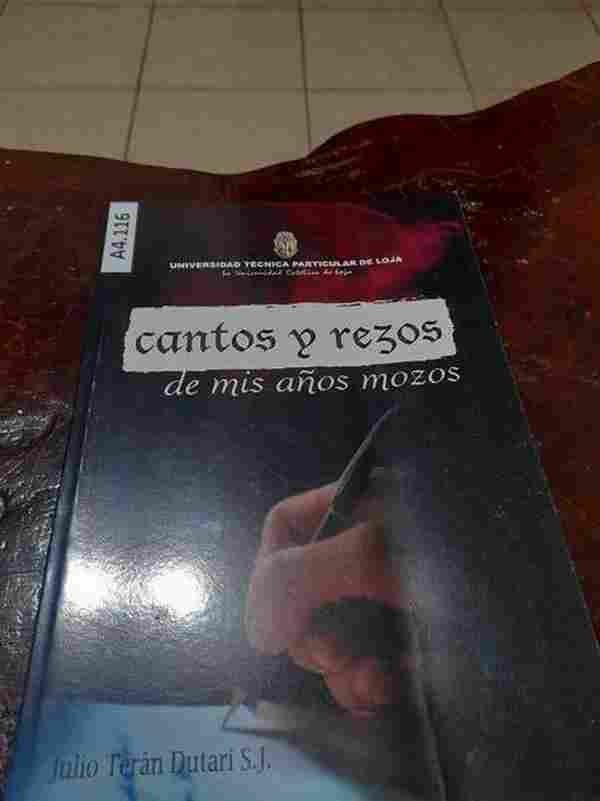 A4.116
UNIVERSIDAD TÉCNICA PARTICULAR DE LOJA
La Universidad Católica de Loja
cantos y rezos
de mis años mozos
Julio Terán Dutari S.J.